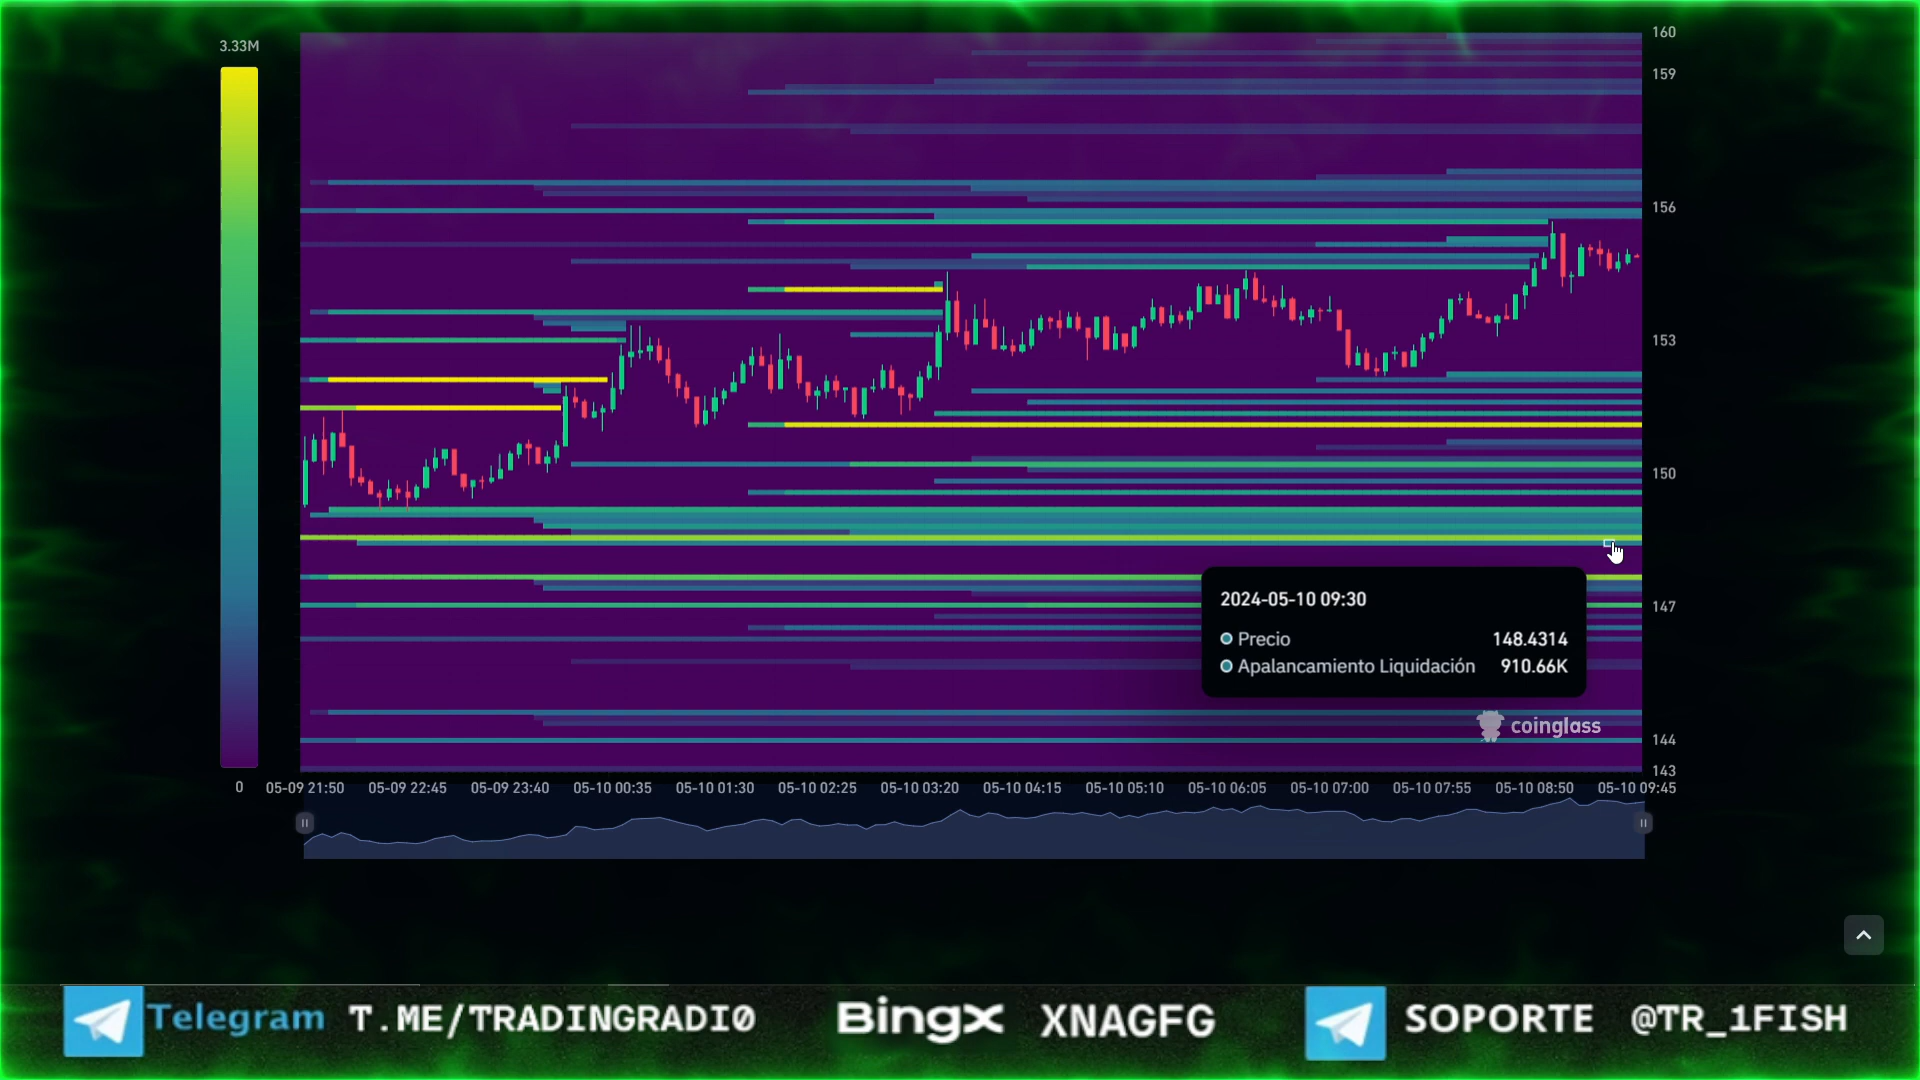 3.33M
160
159
156
153
150
147
144
143
2024-05-10 09:30
Precio 148.4314
Apalancamiento Liquidación 910.66K
coinglass
0 05-09 21:50 05-09 22:45 05-09 23:40 05-10 00:35 05-10 01:30 05-10 02:25 05-10 03:20 05-10 04:15 05-10 05:10 05-10 06:05 05-10 07:00 05-10 07:55 05-10 08:50 05-10 09:45
Telegram T.ME/TRADINGRADI0 BingX XNAGFG SOPORTE @TR_1FISH